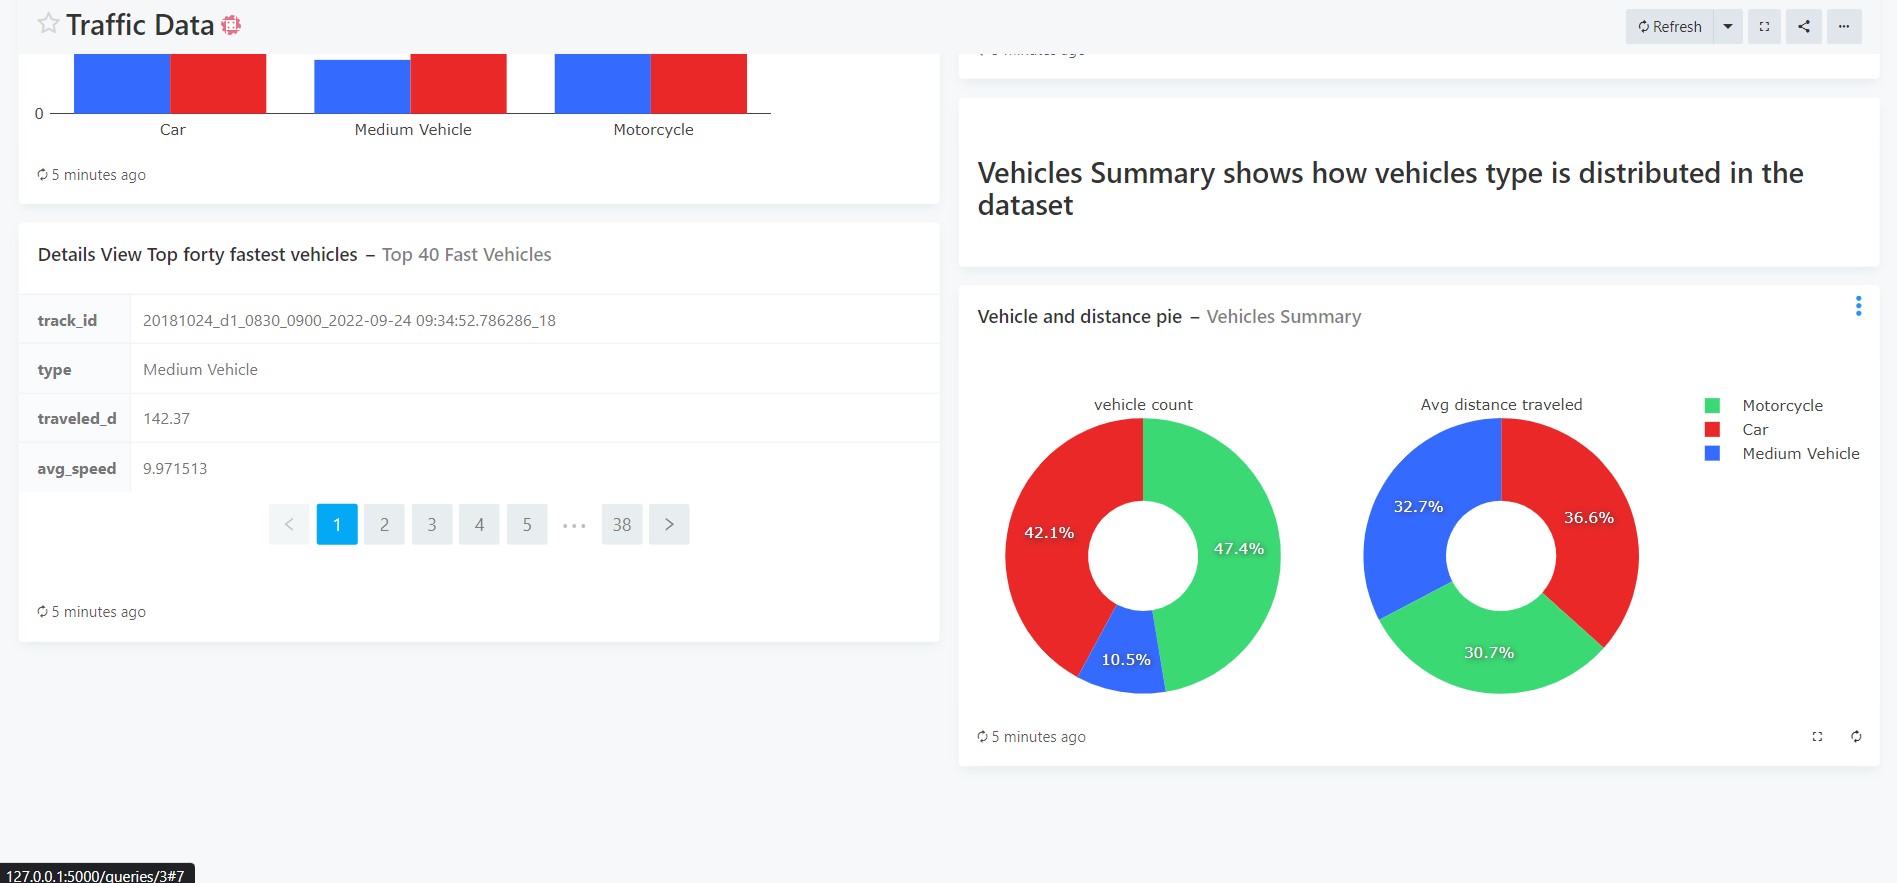 Traffic Data
Refresh
0
Car
Medium Vehicle
Motorcycle
5 minutes ago
Details View Top forty fastest vehicles – Top 40 Fast Vehicles
track_id 20181024_d1_0830_0900_2022-09-24 09:34:52.786286_18
type Medium Vehicle
traveled_d 142.37
avg_speed 9.971513
< 1 2 3 4 5 ••• 38 >
5 minutes ago
5 minutes ago
Vehicles Summary shows how vehicles type is distributed in the
dataset
Vehicle and distance pie – Vehicles Summary
vehicle count
42.1%
47.4%
10.5%
Avg distance traveled
32.7%
36.6%
30.7%
Motorcycle
Car
Medium Vehicle
5 minutes ago
127.0.0.1:5000/queries/3#7